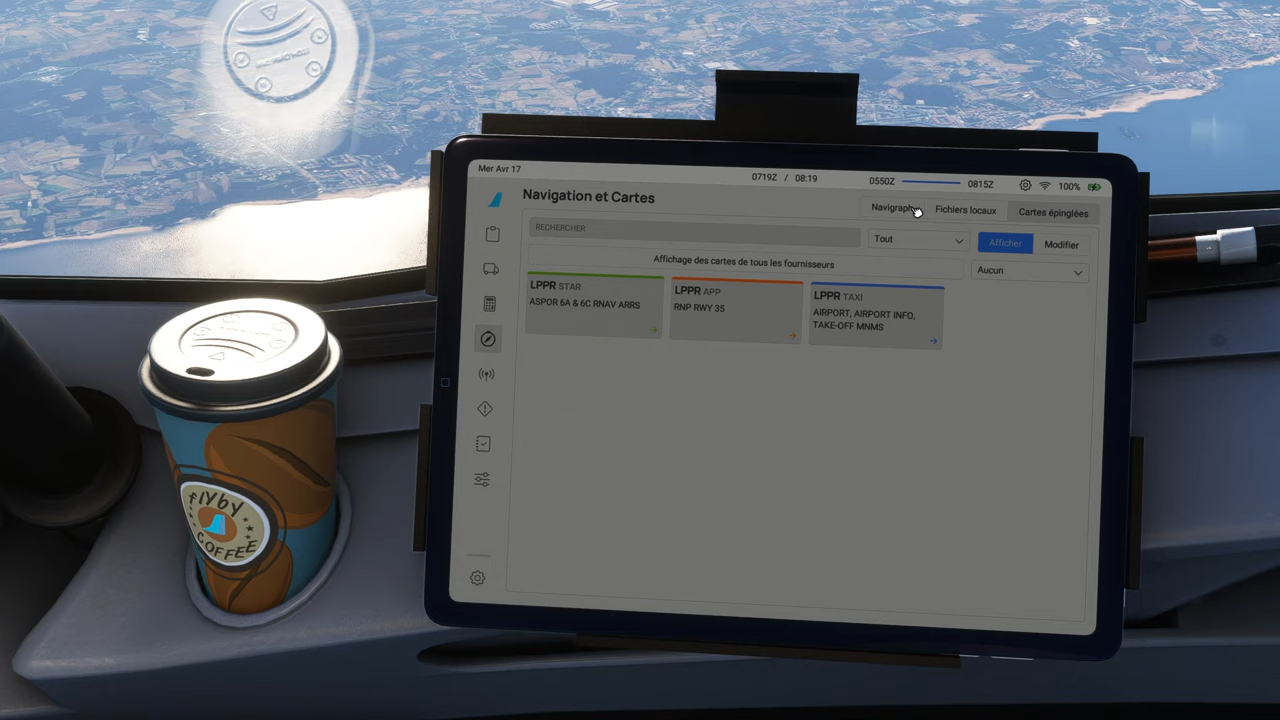 Mer Avr 17
0719Z / 08:19
0550Z
0815Z
100%
Navigation et Cartes
Navigraph
Fichiers locaux
Cartes épinglées
RECHERCHER
Tout
Afficher
Modifier
Affichage des cartes de tous les fournisseurs
Aucun
LPPR STAR
ASPOR 6A & 6C RNAV ARRS
LPPR APP
RNP RWY 35
LPPR TAXI
AIRPORT, AIRPORT INFO,
TAKE-OFF MNMS
flyby
COFFEE